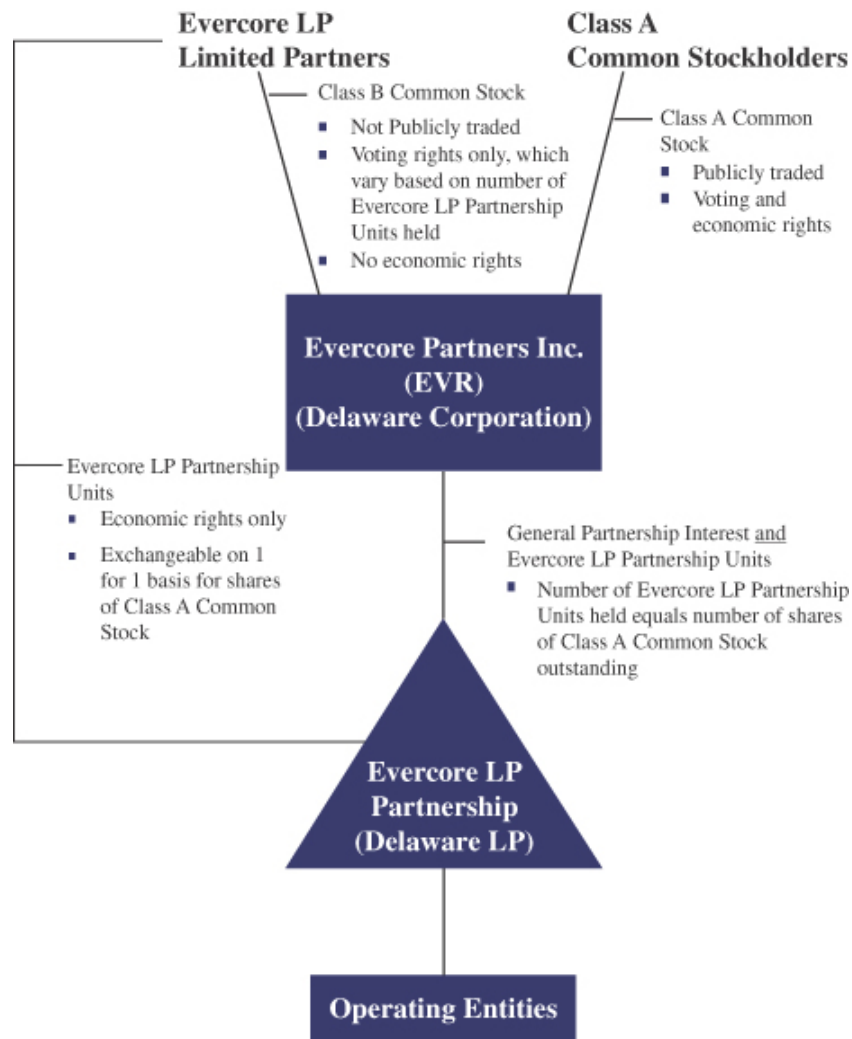 Evercore LP
Limited Partners
Class A
Common Stockholders
Class B Common Stock
■ Not Publicly traded
■ Voting rights only, which
vary based on number of
Evercore LP Partnership
Units held
■ No economic rights
Class A Common
Stock
■ Publicly traded
■ Voting and
economic rights
Evercore Partners Inc.
(EVR)
(Delaware Corporation)
Evercore LP Partnership
Units
■ Economic rights only
■ Exchangeable on 1
for 1 basis for shares
of Class A Common
Stock
General Partnership Interest and
Evercore LP Partnership Units
■ Number of Evercore LP Partnership
Units held equals number of shares
of Class A Common Stock
outstanding
Evercore LP
Partnership
(Delaware LP)
Operating Entities